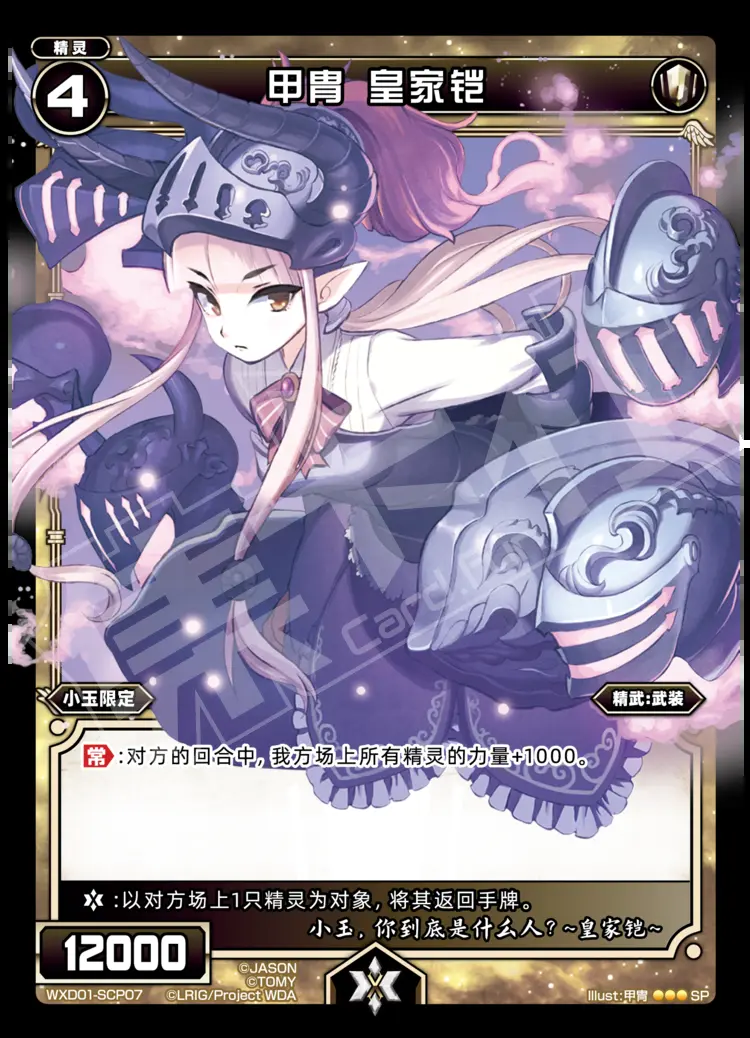 精灵
4
甲胄 皇家铠
小玉限定
精武:武装
常:对方的回合中，我方场上所有精灵的力量+1000。
:以对方场上1只精灵为对象，将其返回手牌。
小玉，你到底是什么人？~皇家铠~
12000
©JASON
©TOMY
WXD01-SCP07 ©LRIG/Project WDA
Illust:甲胄 SP